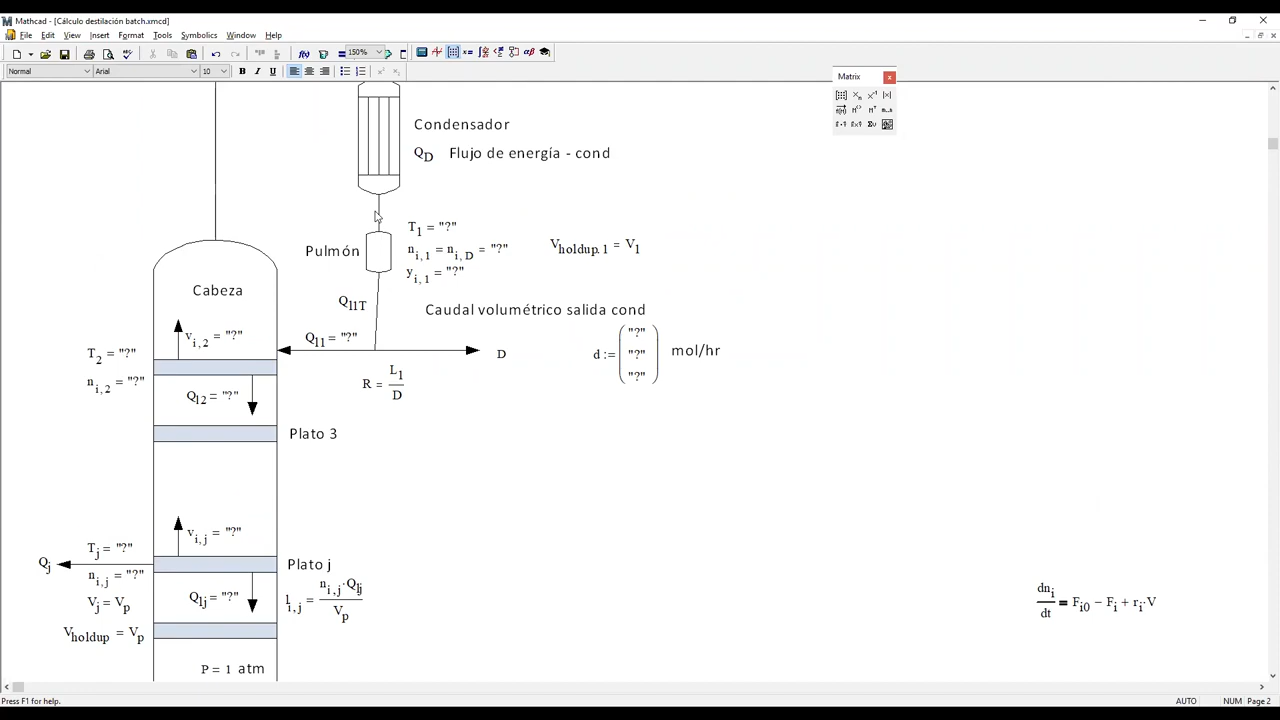 Mathcad - [Cálculo destilación batch.xmcd]
File Edit View Insert Format Tools Symbolics Window Help
150%
Normal Arial 10 B I U
Matrix
Condensador
Q_D Flujo de energía - cond
T_1 = "?"
Pulmón n_i,1 = n_i,D = "?" V_holdup.1 = V_1
y_i,1 = "?"
Cabeza
Q_l1T Caudal volumétrico salida cond
v_i,2 = "?" Q_l1 = "?"
T_2 = "?" D d := ("?" "?" "?") mol/hr
n_i,2 = "?" R = L_1/D
Q_l2 = "?"
Plato 3
v_i,j = "?"
T_j = "?"
Q_j Plato j
n_i,j = "?"
Q_lj = "?" l_i,j = n_i,j·Q_lj/V_p dn_i/dt = F_i0 − F_i + r_i·V
V_j = V_p
V_holdup = V_p
P = 1 atm
Press F1 for help. AUTO NUM Page 2